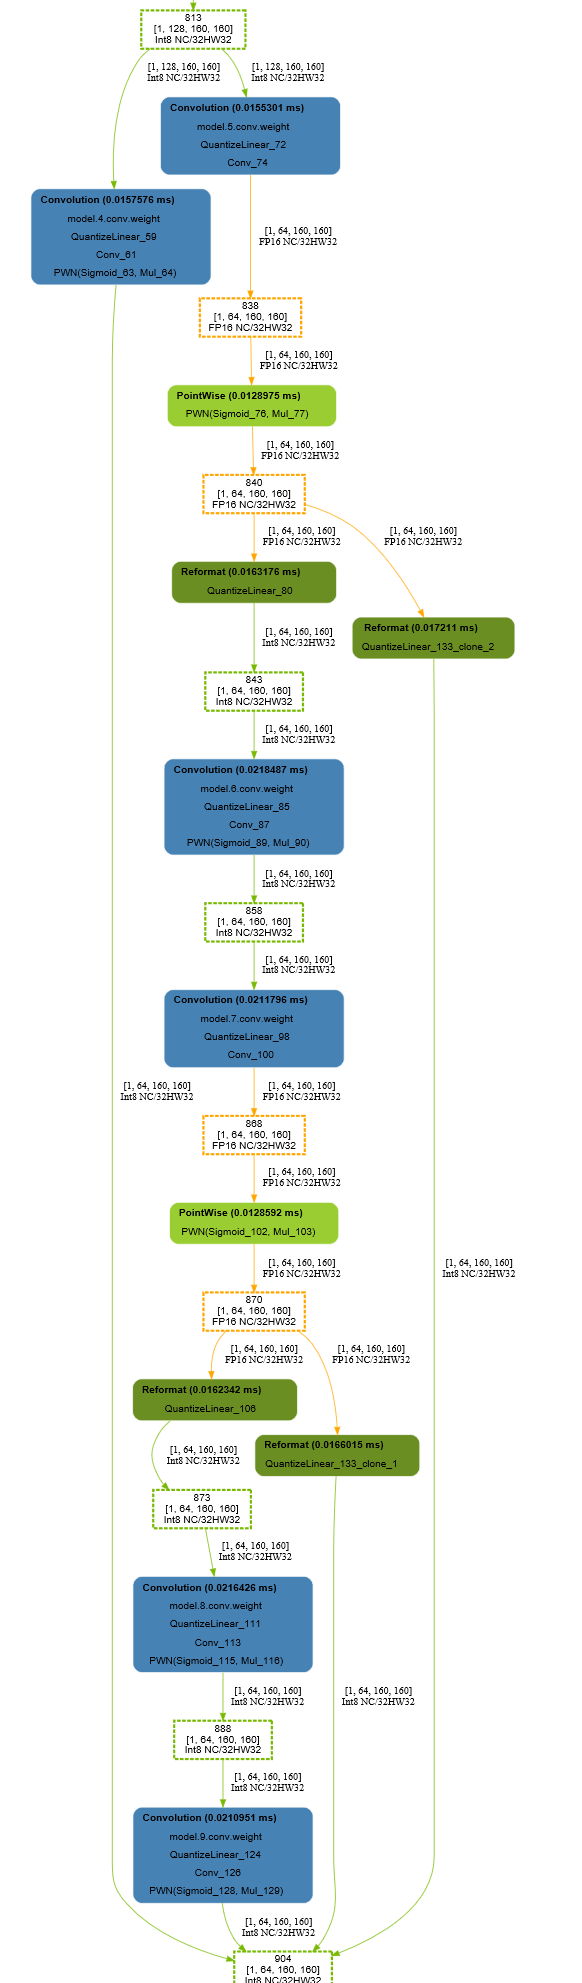 813
[1, 128, 160, 160]
Int8 NC/32HW32
[1, 128, 160, 160]
Int8 NC/32HW32
[1, 128, 160, 160]
Int8 NC/32HW32
Convolution (0.0155301 ms)
model.5.conv.weight
QuantizeLinear_72
Conv_74
Convolution (0.0157576 ms)
model.4.conv.weight
QuantizeLinear_59
Conv_61
PWN(Sigmoid_63, Mul_64)
[1, 64, 160, 160]
FP16 NC/32HW32
838
[1, 64, 160, 160]
FP16 NC/32HW32
[1, 64, 160, 160]
FP16 NC/32HW32
PointWise (0.0128975 ms)
PWN(Sigmoid_76, Mul_77)
[1, 64, 160, 160]
FP16 NC/32HW32
840
[1, 64, 160, 160]
FP16 NC/32HW32
[1, 64, 160, 160]
FP16 NC/32HW32
[1, 64, 160, 160]
FP16 NC/32HW32
Reformat (0.0163176 ms)
QuantizeLinear_80
Reformat (0.017211 ms)
QuantizeLinear_133_clone_2
[1, 64, 160, 160]
Int8 NC/32HW32
843
[1, 64, 160, 160]
Int8 NC/32HW32
[1, 64, 160, 160]
Int8 NC/32HW32
Convolution (0.0218487 ms)
model.6.conv.weight
QuantizeLinear_85
Conv_87
PWN(Sigmoid_89, Mul_90)
[1, 64, 160, 160]
Int8 NC/32HW32
858
[1, 64, 160, 160]
Int8 NC/32HW32
[1, 64, 160, 160]
Int8 NC/32HW32
Convolution (0.0211796 ms)
model.7.conv.weight
QuantizeLinear_98
Conv_100
[1, 64, 160, 160]
Int8 NC/32HW32
[1, 64, 160, 160]
FP16 NC/32HW32
868
[1, 64, 160, 160]
FP16 NC/32HW32
[1, 64, 160, 160]
FP16 NC/32HW32
PointWise (0.0128592 ms)
PWN(Sigmoid_102, Mul_103)
[1, 64, 160, 160]
FP16 NC/32HW32
[1, 64, 160, 160]
Int8 NC/32HW32
870
[1, 64, 160, 160]
FP16 NC/32HW32
[1, 64, 160, 160]
FP16 NC/32HW32
[1, 64, 160, 160]
FP16 NC/32HW32
Reformat (0.0162342 ms)
QuantizeLinear_106
Reformat (0.0166015 ms)
QuantizeLinear_133_clone_1
[1, 64, 160, 160]
Int8 NC/32HW32
873
[1, 64, 160, 160]
Int8 NC/32HW32
[1, 64, 160, 160]
Int8 NC/32HW32
Convolution (0.0216426 ms)
model.8.conv.weight
QuantizeLinear_111
Conv_113
PWN(Sigmoid_115, Mul_116)
[1, 64, 160, 160]
Int8 NC/32HW32
[1, 64, 160, 160]
Int8 NC/32HW32
888
[1, 64, 160, 160]
Int8 NC/32HW32
[1, 64, 160, 160]
Int8 NC/32HW32
Convolution (0.0210951 ms)
model.9.conv.weight
QuantizeLinear_124
Conv_126
PWN(Sigmoid_128, Mul_129)
[1, 64, 160, 160]
Int8 NC/32HW32
904
[1, 64, 160, 160]
Int8 NC/32HW32